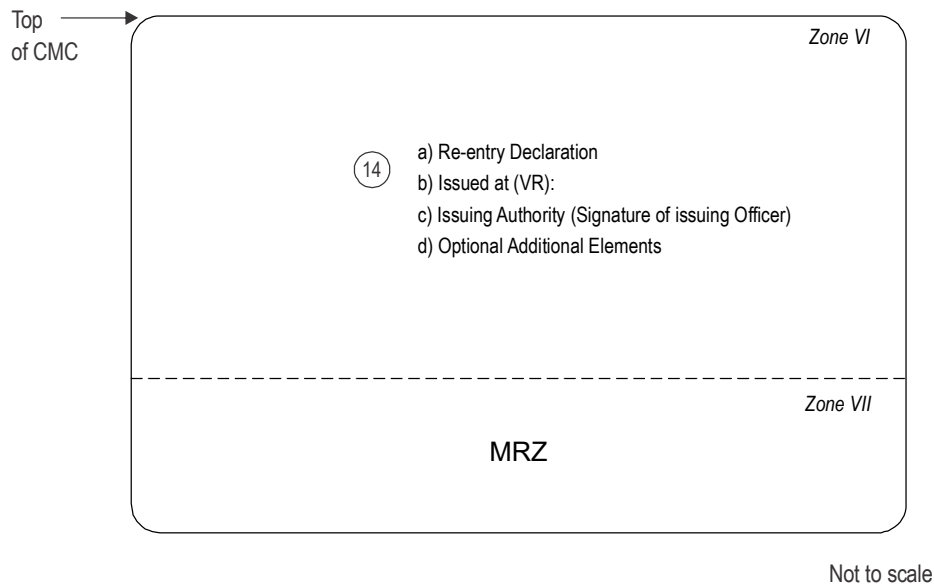 Top
of CMC
Zone VI
14
a) Re-entry Declaration
b) Issued at (VR):
c) Issuing Authority (Signature of issuing Officer)
d) Optional Additional Elements
Zone VII
MRZ
Not to scale